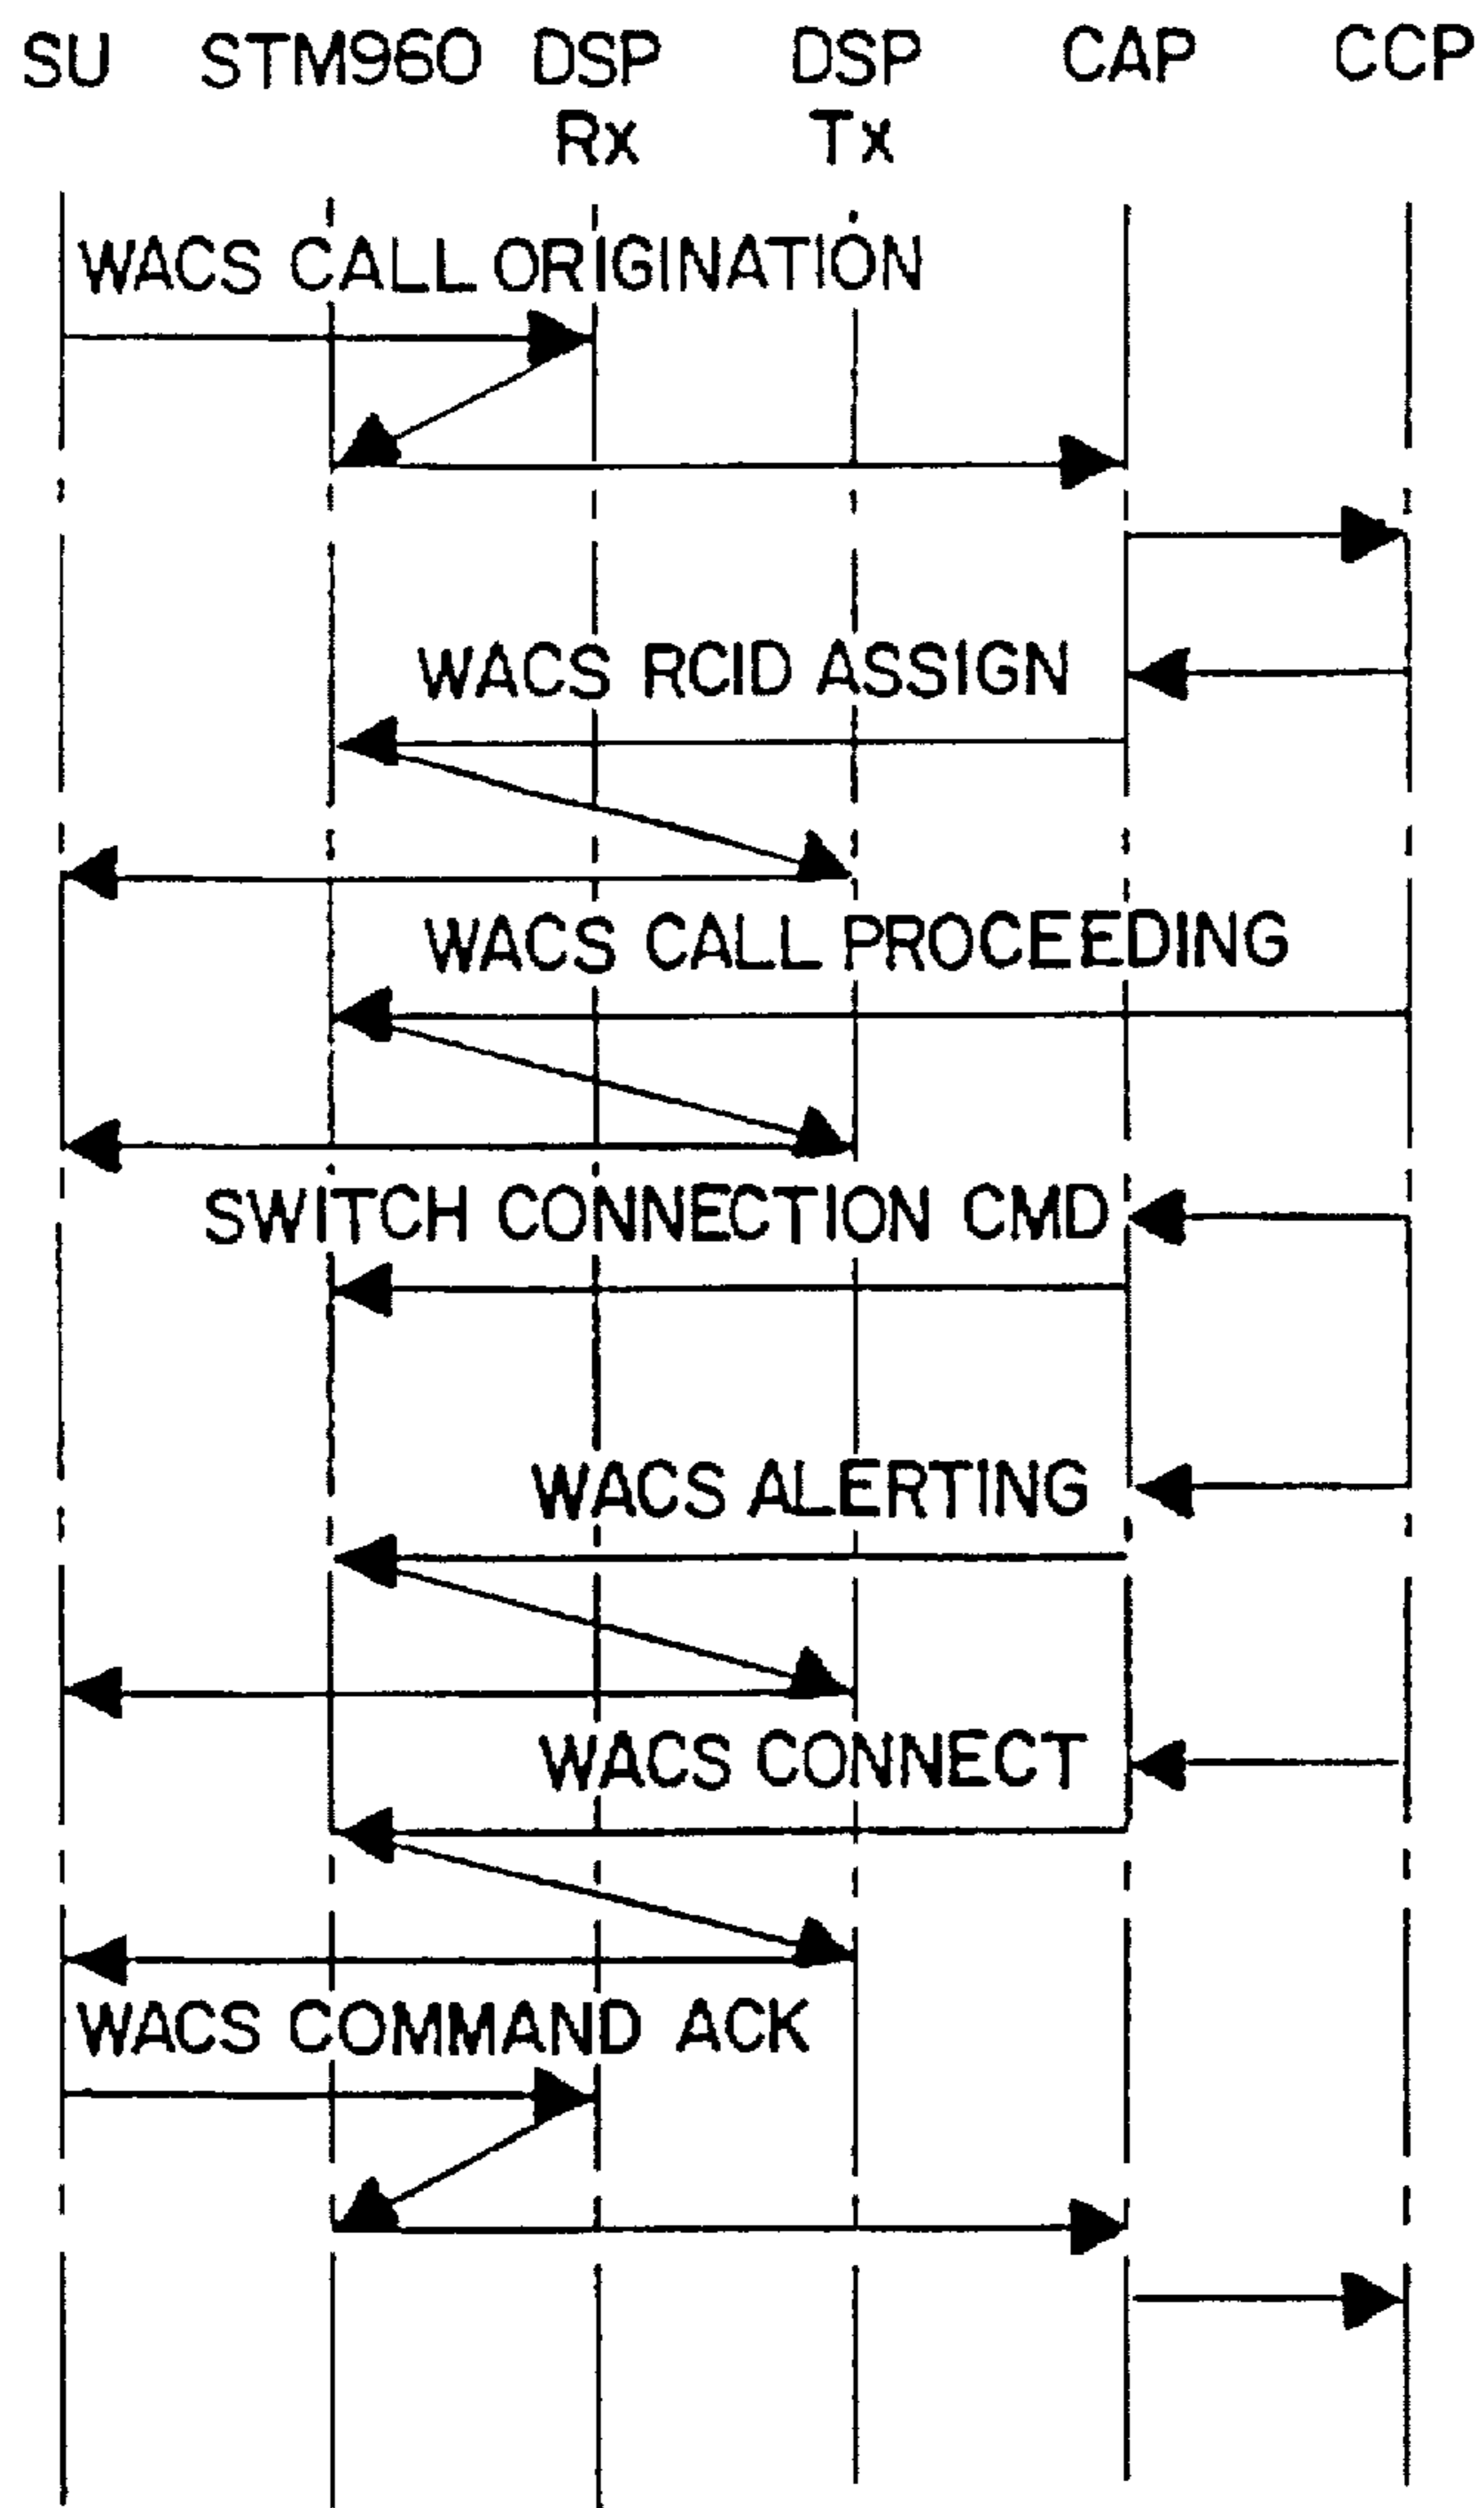 SU STM960 DSP DSP CAP CCP
Rx Tx
WACS CALL ORIGINATION
WACS RCID ASSIGN
WACS CALL PROCEEDING
SWITCH CONNECTION CMD
WACS ALERTING
WACS CONNECT
WACS COMMAND ACK